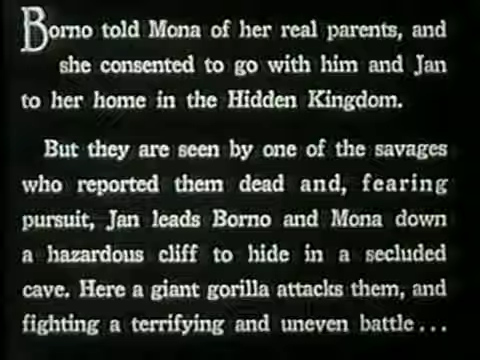 Borno told Mona of her real parents, and
she consented to go with him and Jan
to her home in the Hidden Kingdom.
But they are seen by one of the savages
who reported them dead and, fearing
pursuit, Jan leads Borno and Mona down
a hazardous cliff to hide in a secluded
cave. Here a giant gorilla attacks them, and
fighting a terrifying and uneven battle...